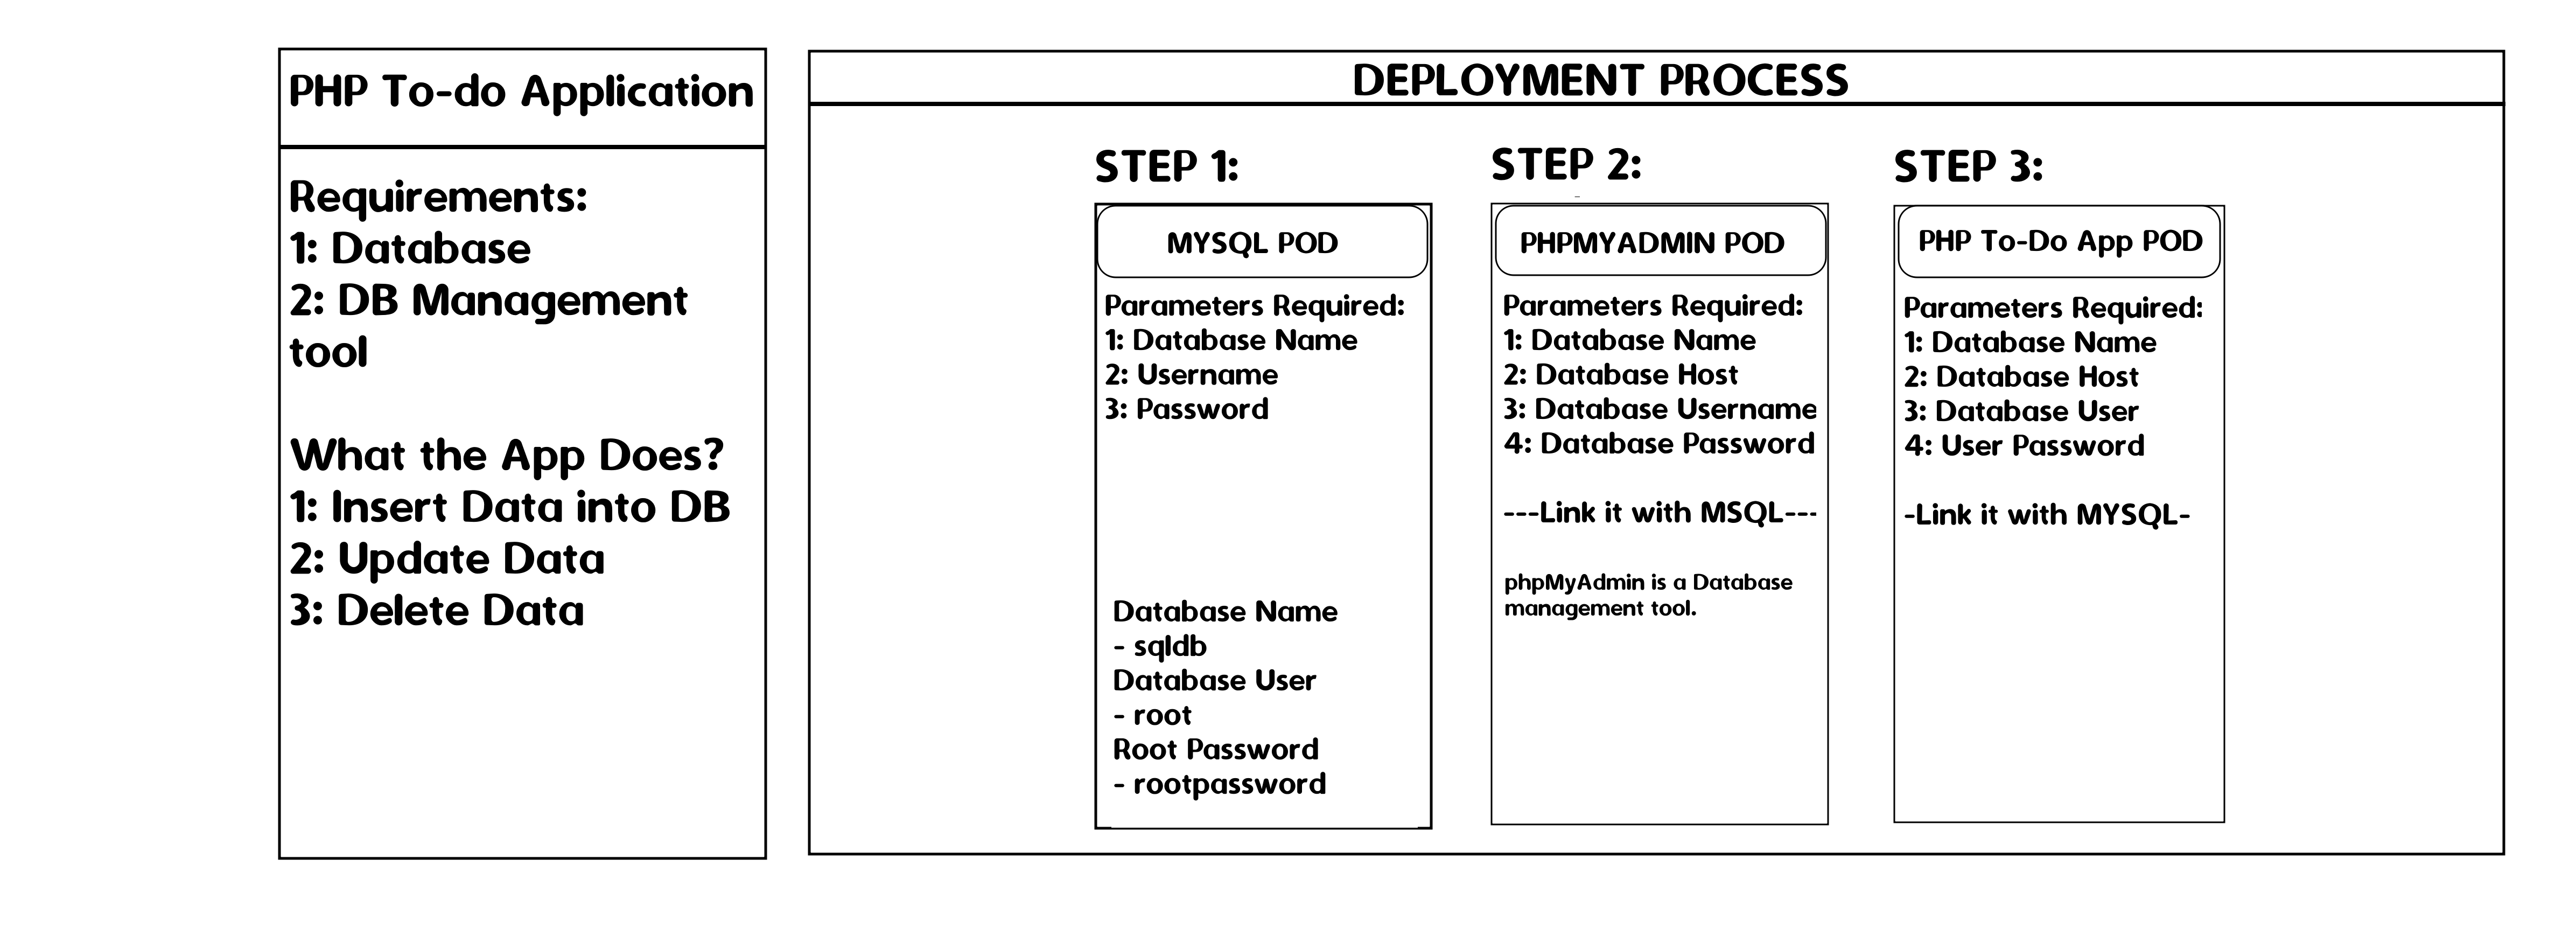 PHP To-do Application
Requirements:
1: Database
2: DB Management
tool
What the App Does?
1: Insert Data into DB
2: Update Data
3: Delete Data
DEPLOYMENT PROCESS
STEP 1:
MYSQL POD
Parameters Required:
1: Database Name
2: Username
3: Password
Database Name
- sqldb
Database User
- root
Root Password
- rootpassword
STEP 2:
PHPMYADMIN POD
Parameters Required:
1: Database Name
2: Database Host
3: Database Username
4: Database Password
---Link it with MSQL---
phpMyAdmin is a Database
management tool.
STEP 3:
PHP To-Do App POD
Parameters Required:
1: Database Name
2: Database Host
3: Database User
4: User Password
-Link it with MYSQL-